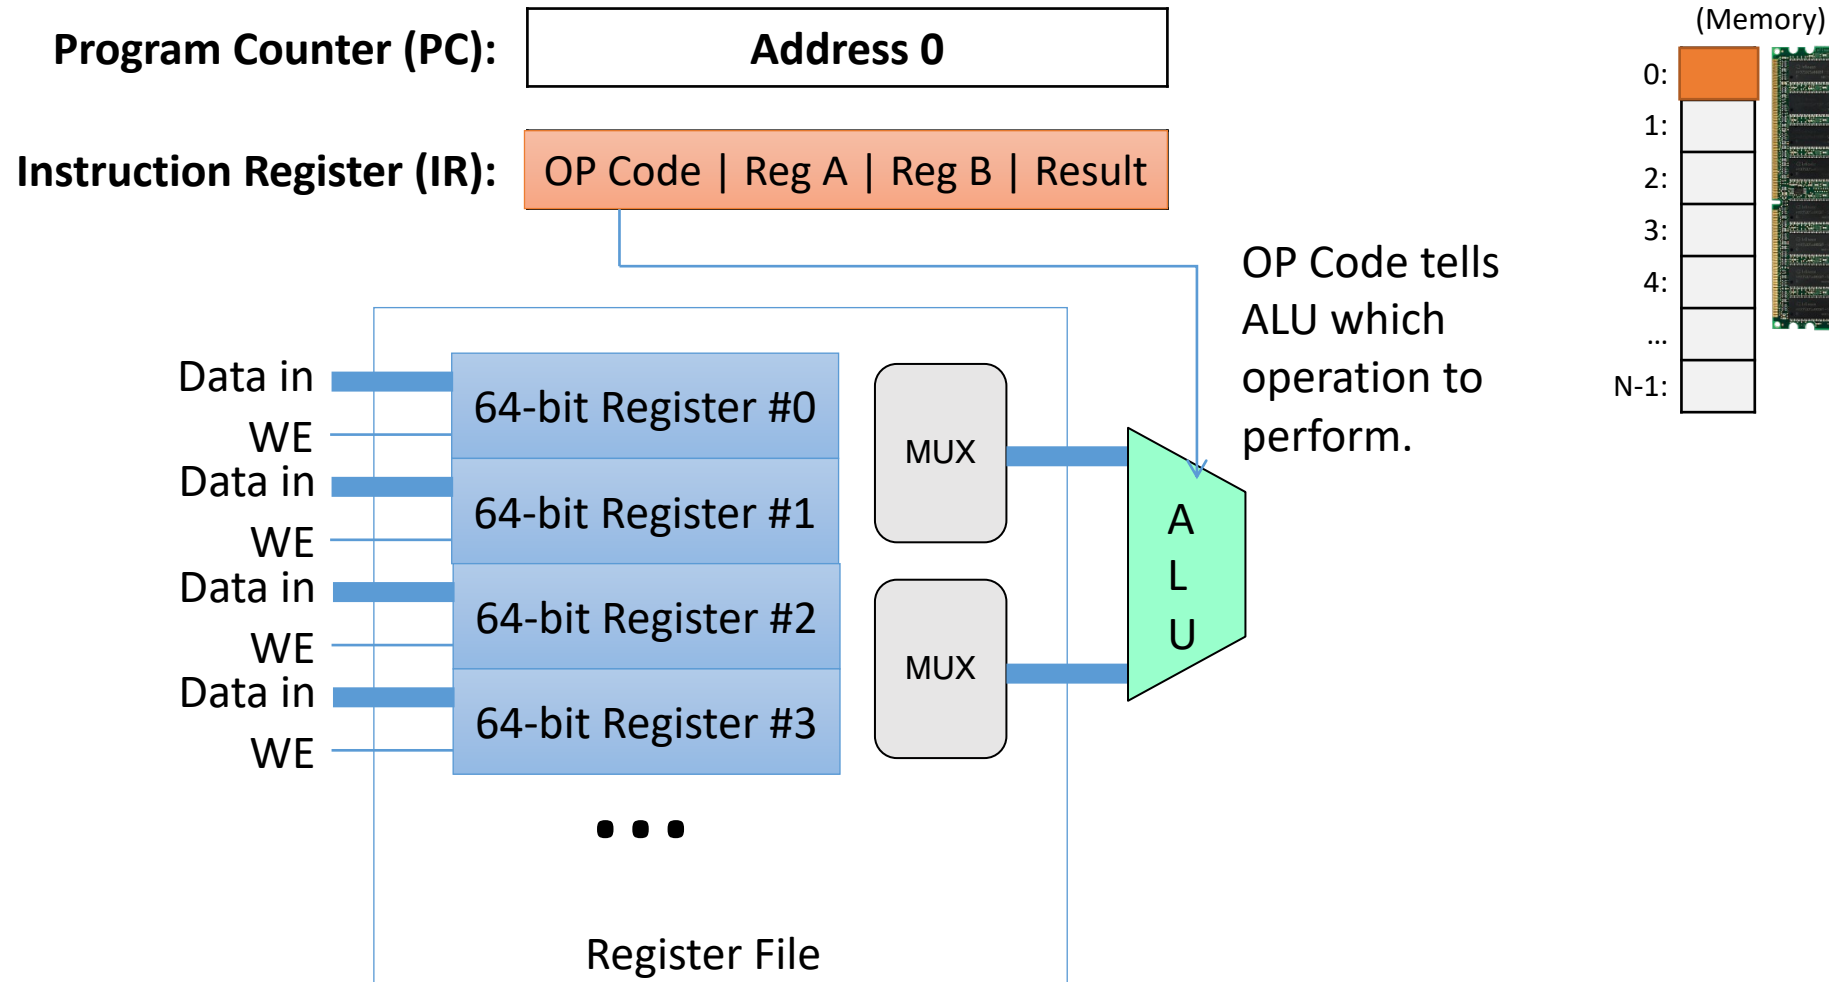 Program Counter (PC):
Address 0
Instruction Register (IR):
OP Code | Reg A | Reg B | Result
(Memory)
0:
1:
2:
3:
4:
...
N-1:
OP Code tells
ALU which
operation to
perform.
Data in
WE
Data in
WE
Data in
WE
Data in
WE
64-bit Register #0
64-bit Register #1
64-bit Register #2
64-bit Register #3
...
MUX
MUX
A
L
U
Register File